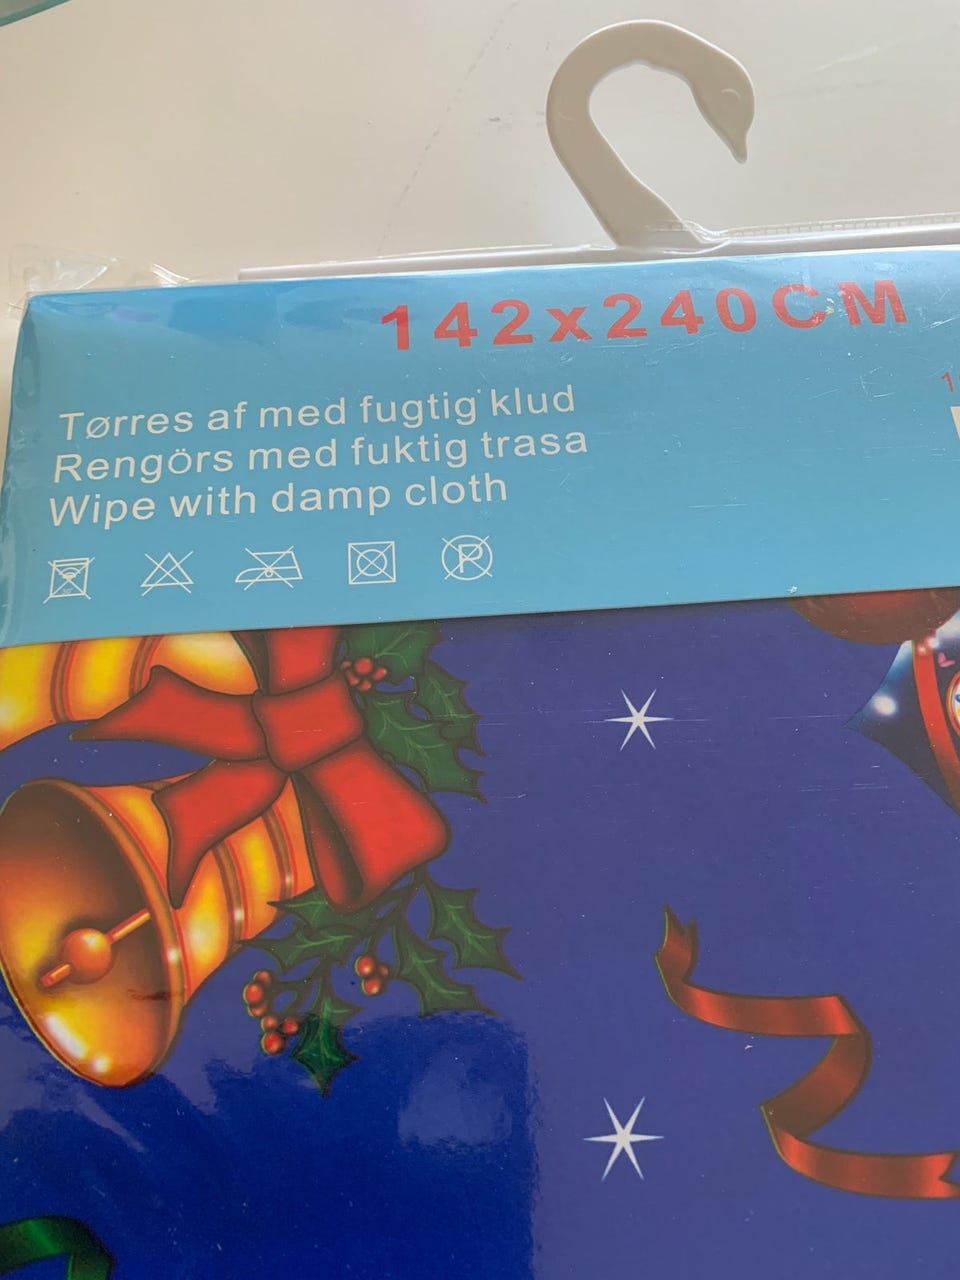 142x240CM
Tørres af med fugtig klud
Rengörs med fuktig trasa
Wipe with damp cloth
P